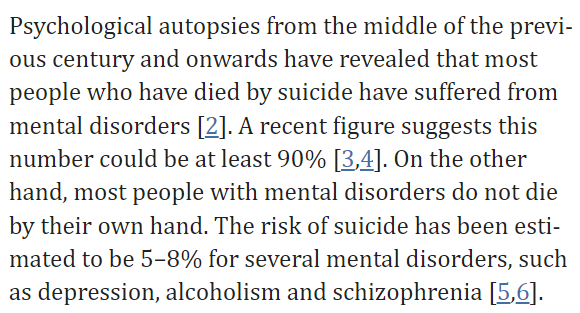 Psychological autopsies from the middle of the previ-
ous century and onwards have revealed that most
people who have died by suicide have suffered from
mental disorders [2]. A recent figure suggests this
number could be at least 90% [3,4]. On the other
hand, most people with mental disorders do not die
by their own hand. The risk of suicide has been esti-
mated to be 5–8% for several mental disorders, such
as depression, alcoholism and schizophrenia [5,6].